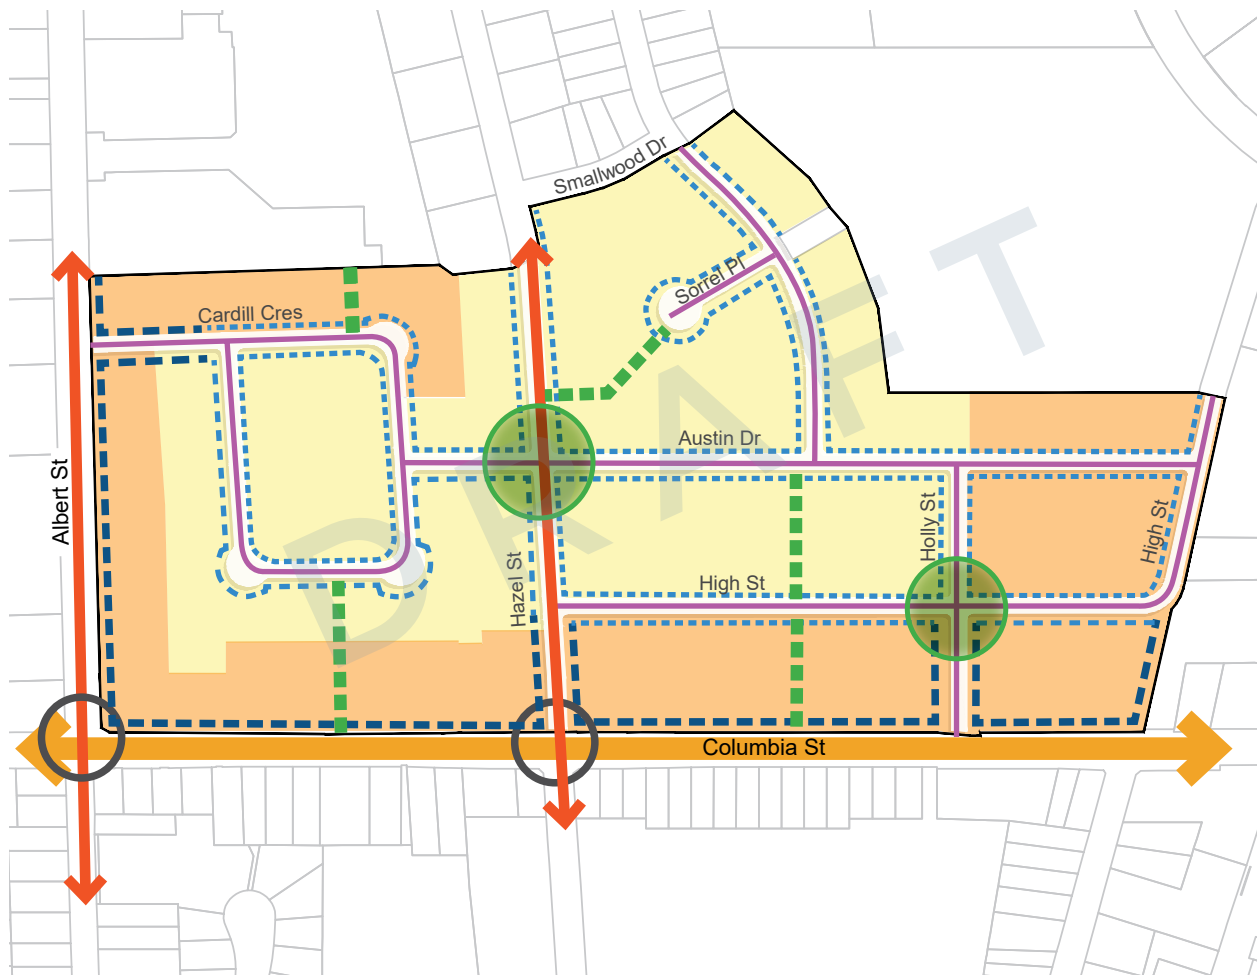 Smallwood Dr
Sorrel Pl
Cardill Cres
Austin Dr
Albert St
Holly St
High St
Hazel St
High St
Columbia St
DRAFT